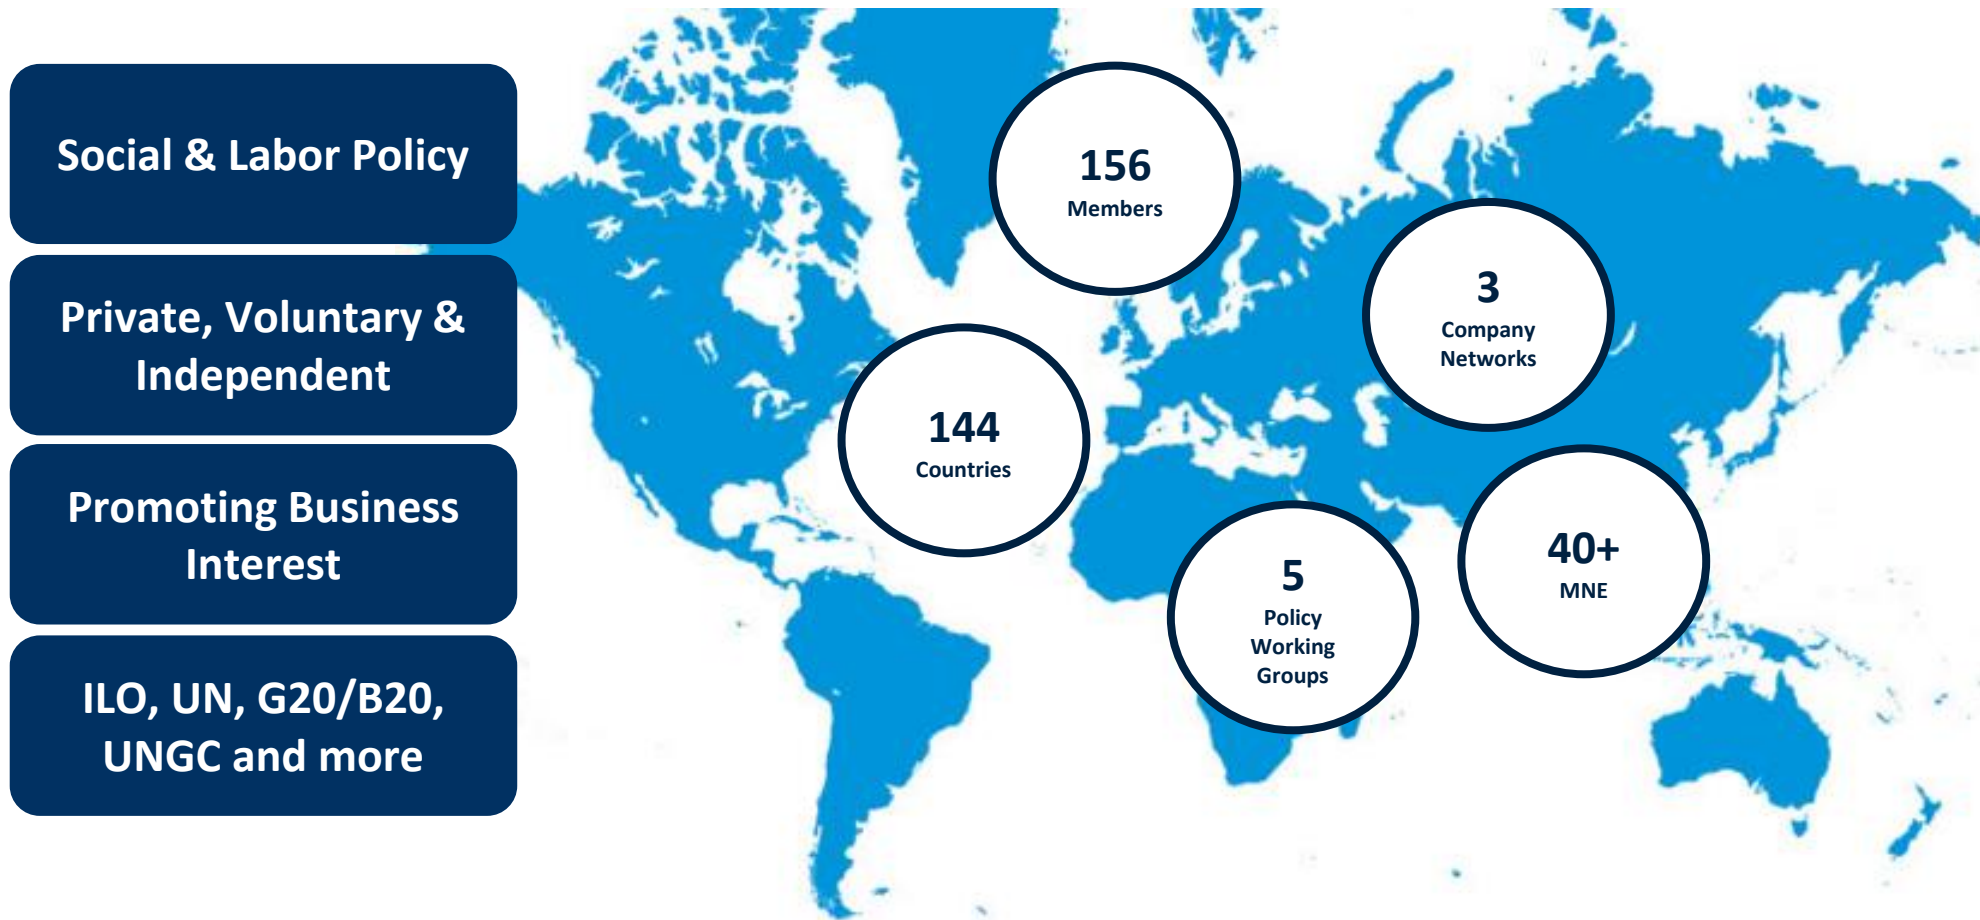 Social & Labor Policy
Private, Voluntary &
Independent
Promoting Business
Interest
ILO, UN, G20/B20,
UNGC and more
156
Members
3
Company
Networks
144
Countries
40+
MNE
5
Policy
Working
Groups